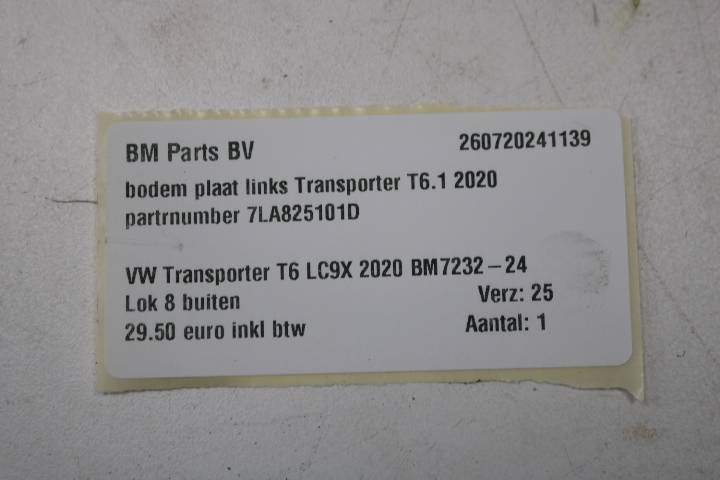 BM Parts BV 260720241139
bodem plaat links Transporter T6.1 2020
partrnumber 7LA825101D
VW Transporter T6 LC9X 2020 BM7232-24
Lok 8 buiten Verz: 25
29.50 euro inkl btw Aantal: 1